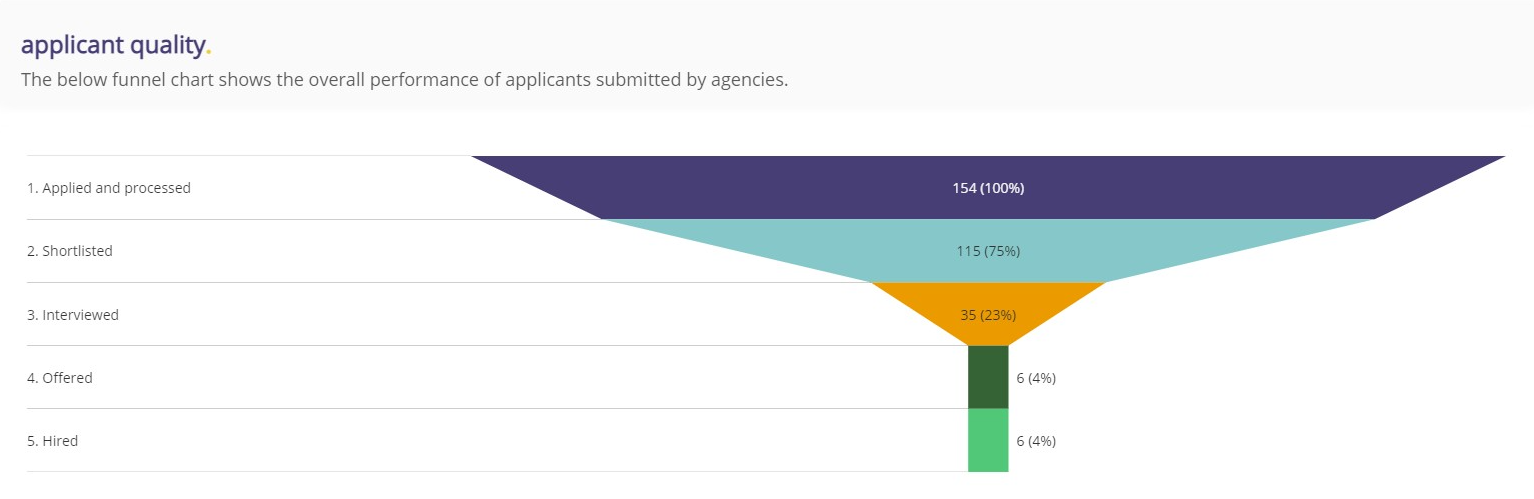 applicant quality.
The below funnel chart shows the overall performance of applicants submitted by agencies.
1. Applied and processed
154 (100%)
2. Shortlisted
115 (75%)
3. Interviewed
35 (23%)
4. Offered
6 (4%)
5. Hired
6 (4%)